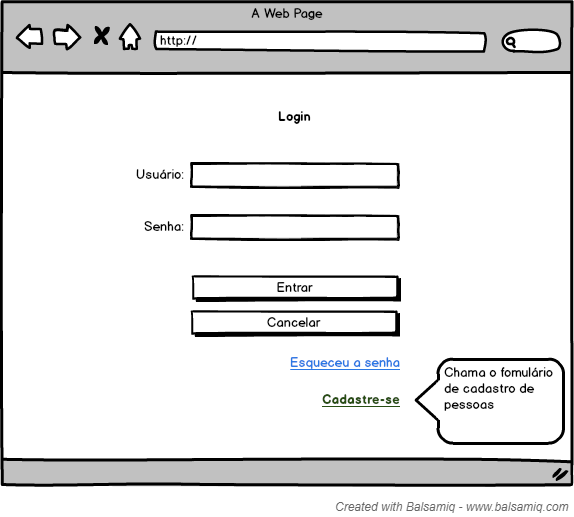 A Web Page
http://
Login
Usuário:
Senha:
Entrar
Cancelar
Esqueceu a senha
Cadastre-se
Chama o fomulário
de cadastro de
pessoas
Created with Balsamiq - www.balsamiq.com